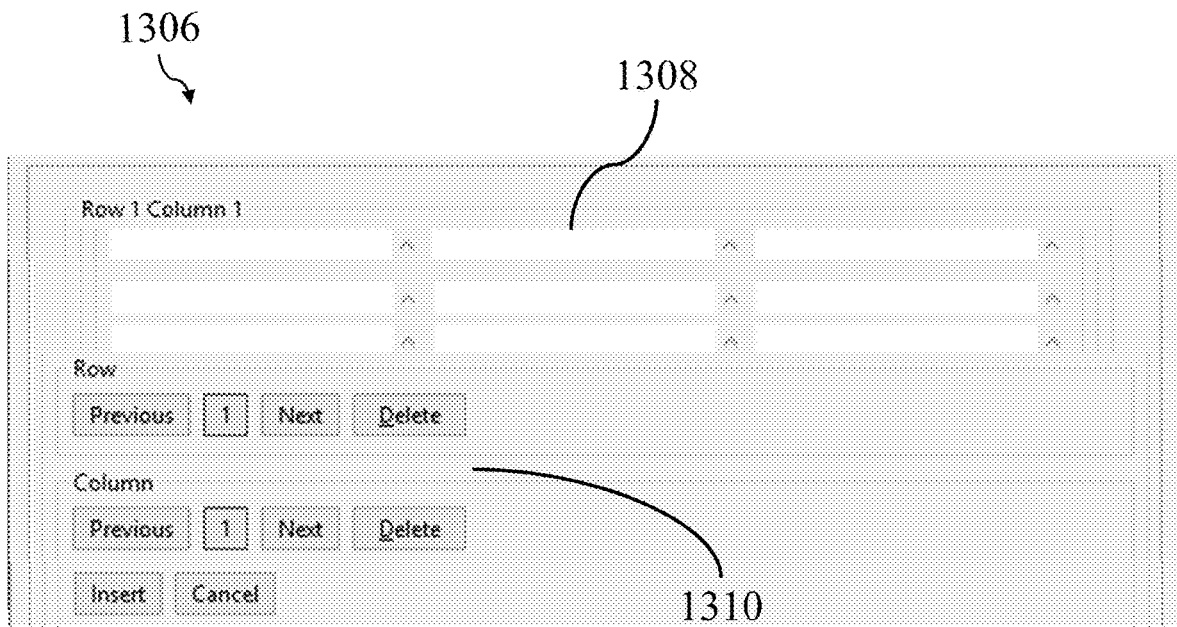 1306
1308
Row 1 Column 1
Row
Previous 1 Next Delete
Column
Previous 1 Next Delete
Insert Cancel
1310